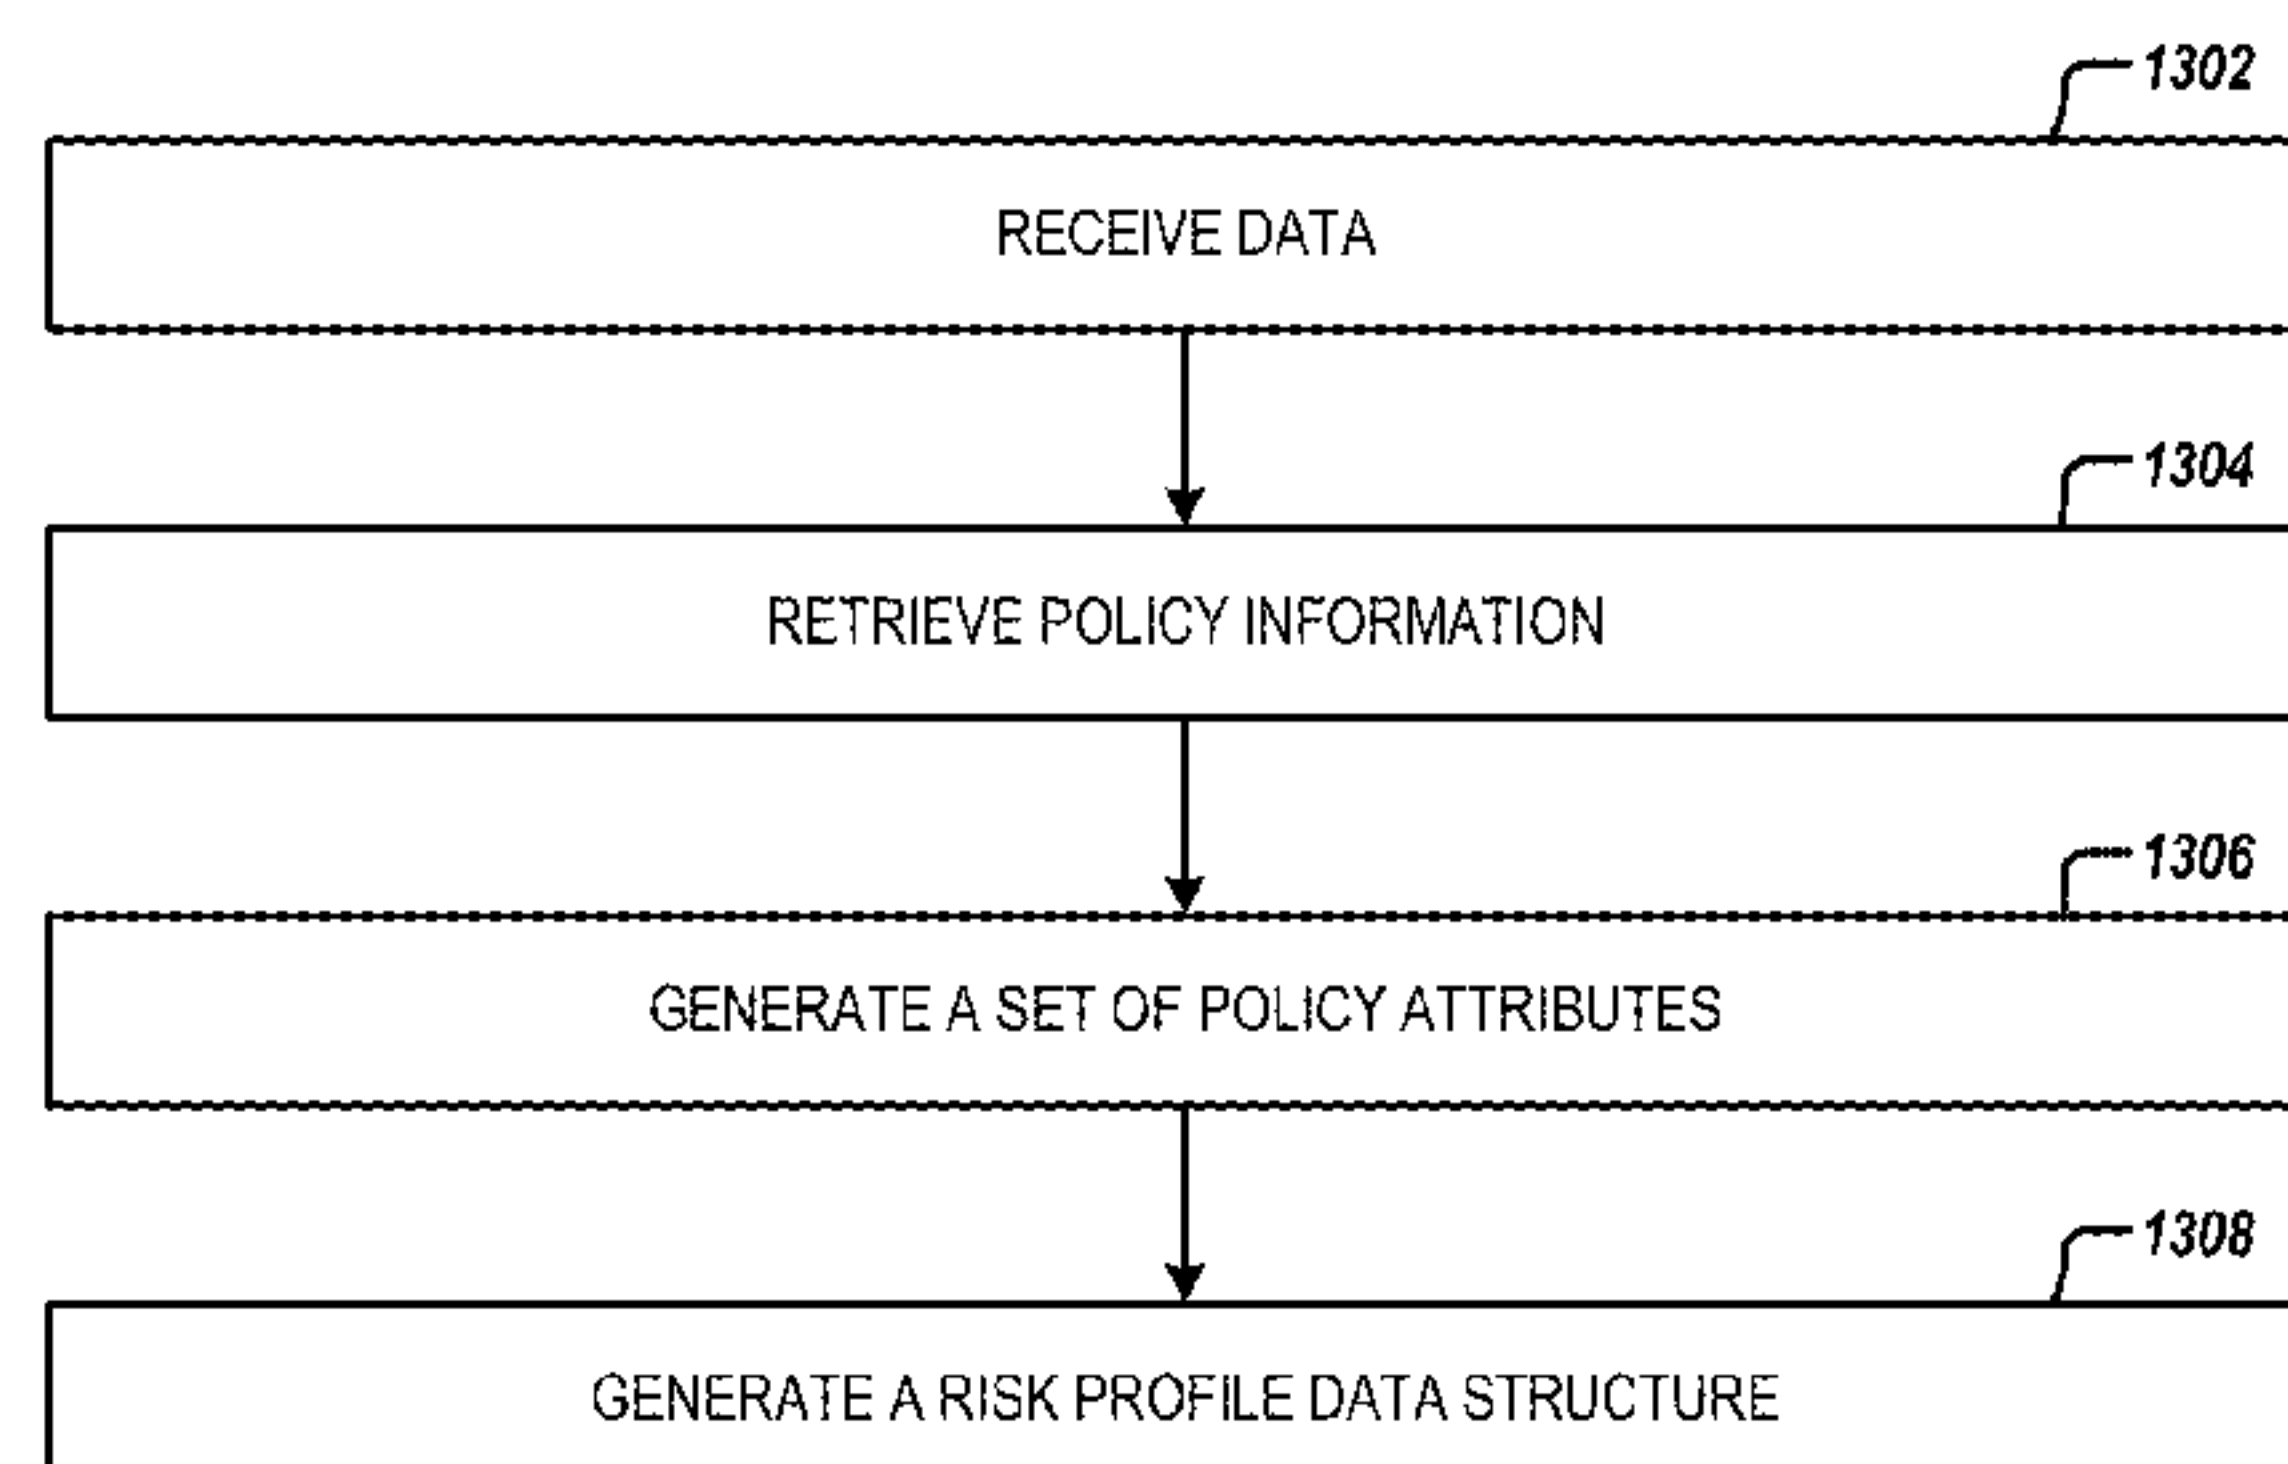 1302
RECEIVE DATA
1304
RETRIEVE POLICY INFORMATION
1306
GENERATE A SET OF POLICY ATTRIBUTES
1308
GENERATE A RISK PROFILE DATA STRUCTURE